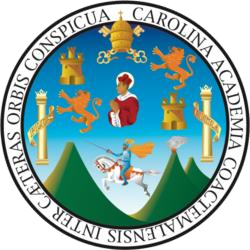 CAROLINA ACADEMIA COACTEMALENSIS INTER CÆTERAS ORBIS CONSPICUA